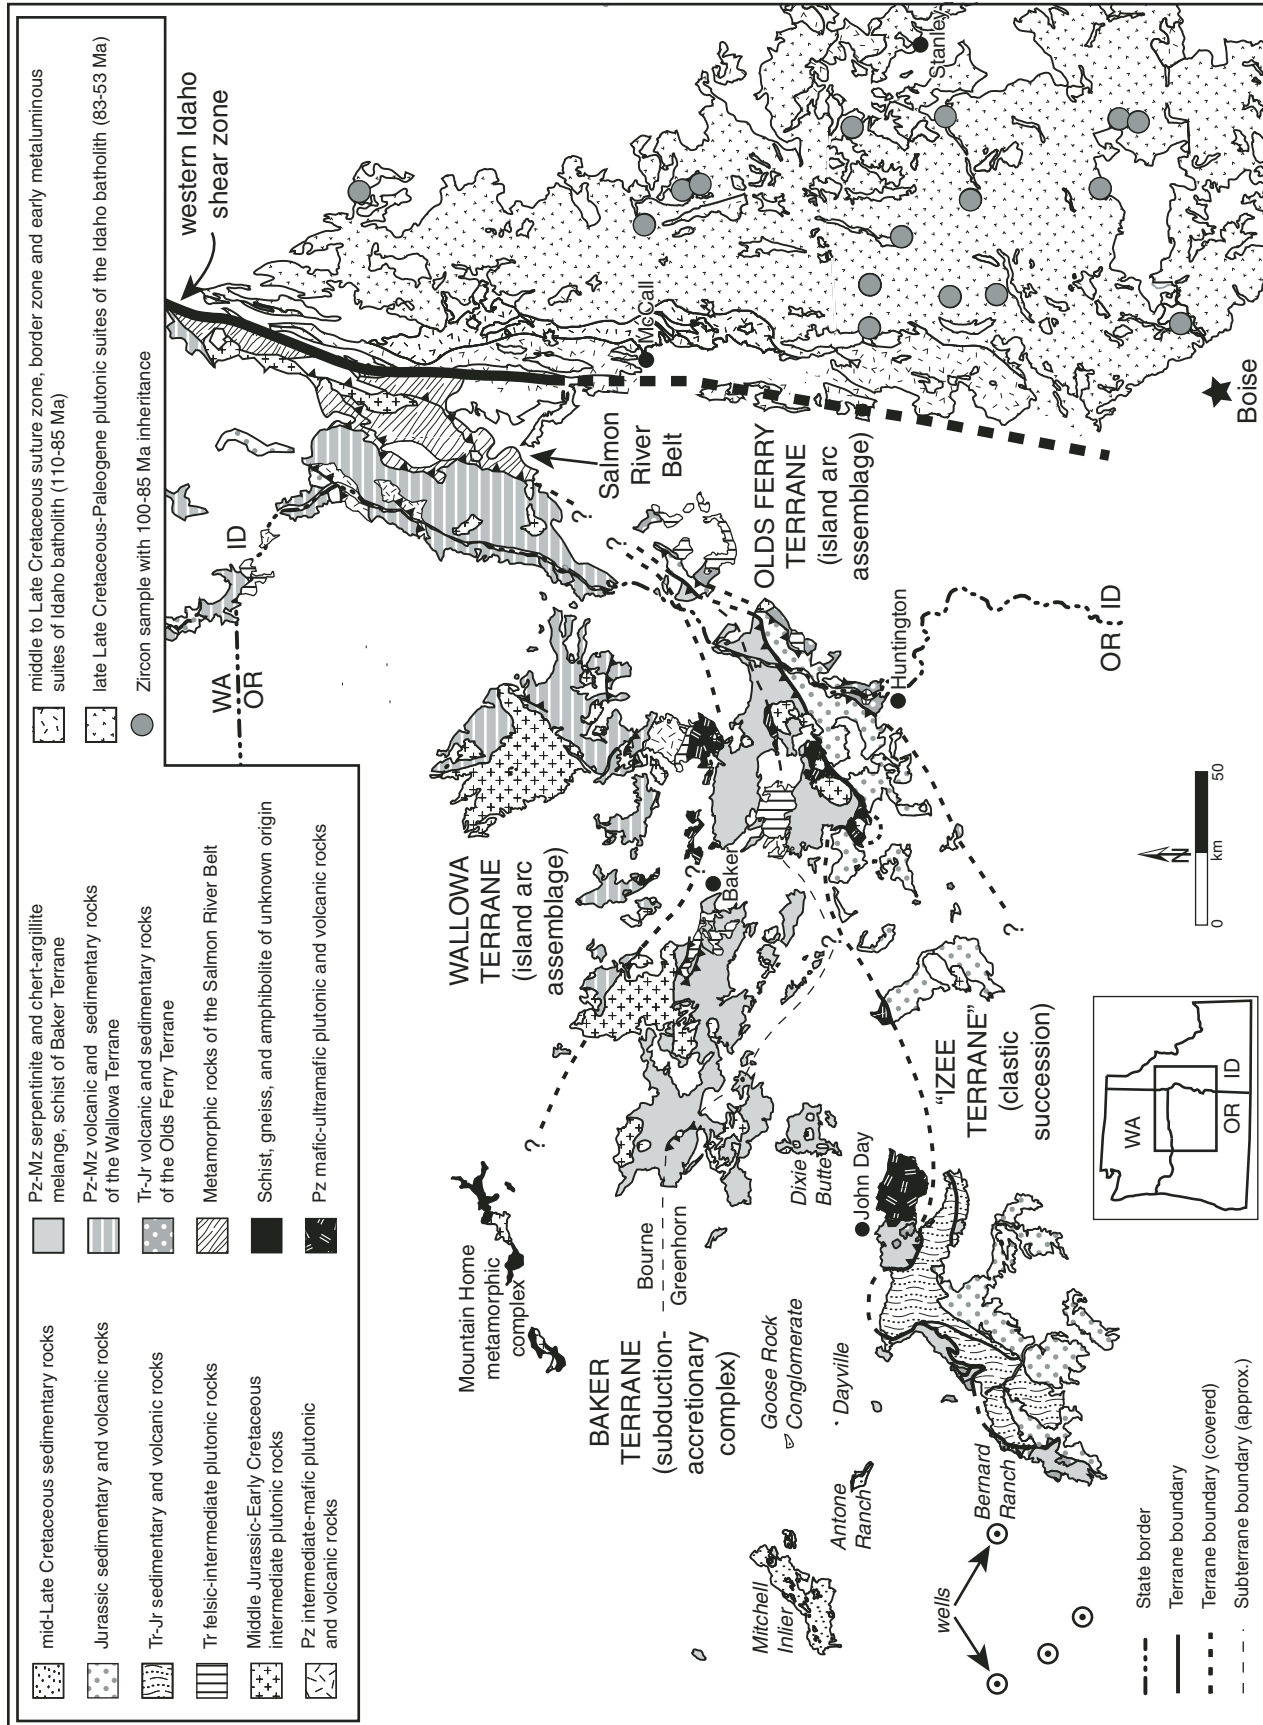 mid-Late Cretaceous sedimentary rocks
Jurassic sedimentary and volcanic rocks
Tr-Jr sedimentary and volcanic rocks
Tr felsic-intermediate plutonic rocks
Middle Jurassic-Early Cretaceous
intermediate plutonic rocks
Pz intermediate-mafic plutonic
and volcanic rocks
Pz-Mz serpentinite and chert-argillite
melange, schist of Baker Terrane
Pz-Mz volcanic and sedimentary rocks
of the Wallowa Terrane
Tr-Jr volcanic and sedimentary rocks
of the Olds Ferry Terrane
Metamorphic rocks of the Salmon River Belt
Schist, gneiss, and amphibolite of unknown origin
Pz mafic-ultramafic plutonic and volcanic rocks
middle to Late Cretaceous suture zone, border zone and early metaluminous
suites of Idaho batholith (110-85 Ma)
late Late Cretaceous-Paleogene plutonic suites of the Idaho batholith (83-53 Ma)
Zircon sample with 100-85 Ma inheritance
western Idaho
shear zone
WA
OR
ID
Mountain Home
metamorphic
complex
?
WALLOWA
TERRANE
(island arc
assemblage)
Salmon
River
Belt
?
?
McCall
Stanley
BAKER
TERRANE
(subduction-
accretionary
complex)
Bourne
Greenhorn
?
Baker
?
OLDS FERRY
TERRANE
(island arc
assemblage)
Goose Rock
Conglomerate
Dixie
Butte
Mitchell
Inlier
Antone
Ranch
Dayville
John Day
Huntington
"IZEE
TERRANE"
(clastic
succession)
?
wells
Bernard
Ranch
OR
ID
Boise
State border
Terrane boundary
Terrane boundary (covered)
Subterrane boundary (approx.)
WA
OR
ID
N
0
km
50